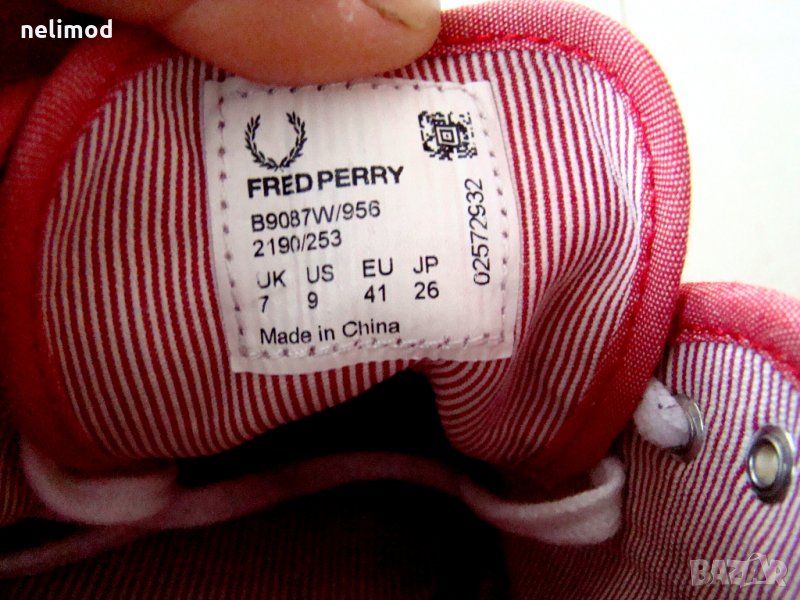 nelimod
FRED PERRY
B9087W/956
2190/253
UK US EU JP
7 9 41 26
Made in China
02572932
BAZAR